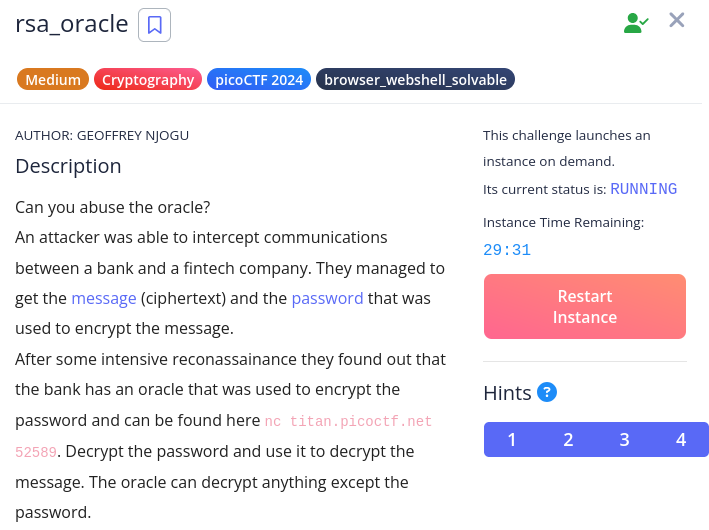 rsa_oracle
Medium Cryptography picoCTF 2024 browser_webshell_solvable
AUTHOR: GEOFFREY NJOGU
Description
Can you abuse the oracle?
An attacker was able to intercept communications
between a bank and a fintech company. They managed to
get the message (ciphertext) and the password that was
used to encrypt the message.
After some intensive reconassainance they found out that
the bank has an oracle that was used to encrypt the
password and can be found here nc titan.picoctf.net
52589. Decrypt the password and use it to decrypt the
message. The oracle can decrypt anything except the
password.
This challenge launches an
instance on demand.
Its current status is: RUNNING
Instance Time Remaining:
29:31
Restart
Instance
Hints ?
1 2 3 4